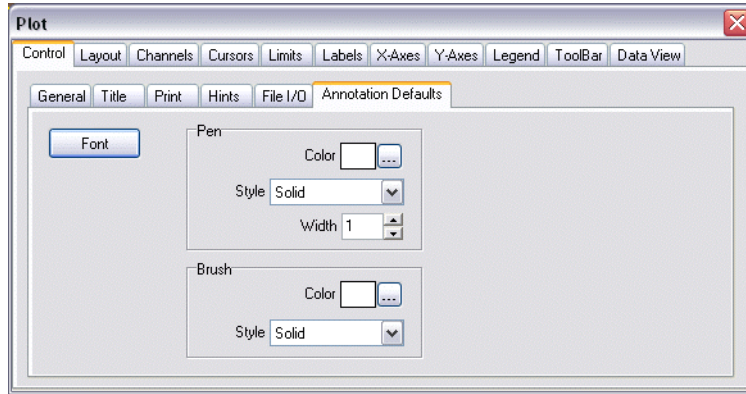 Plot
Control Layout Channels Cursors Limits Labels X-Axes Y-Axes Legend ToolBar Data View
General Title Print Hints File I/O Annotation Defaults
Font
Pen
Color ...
Style Solid
Width 1
Brush
Color ...
Style Solid